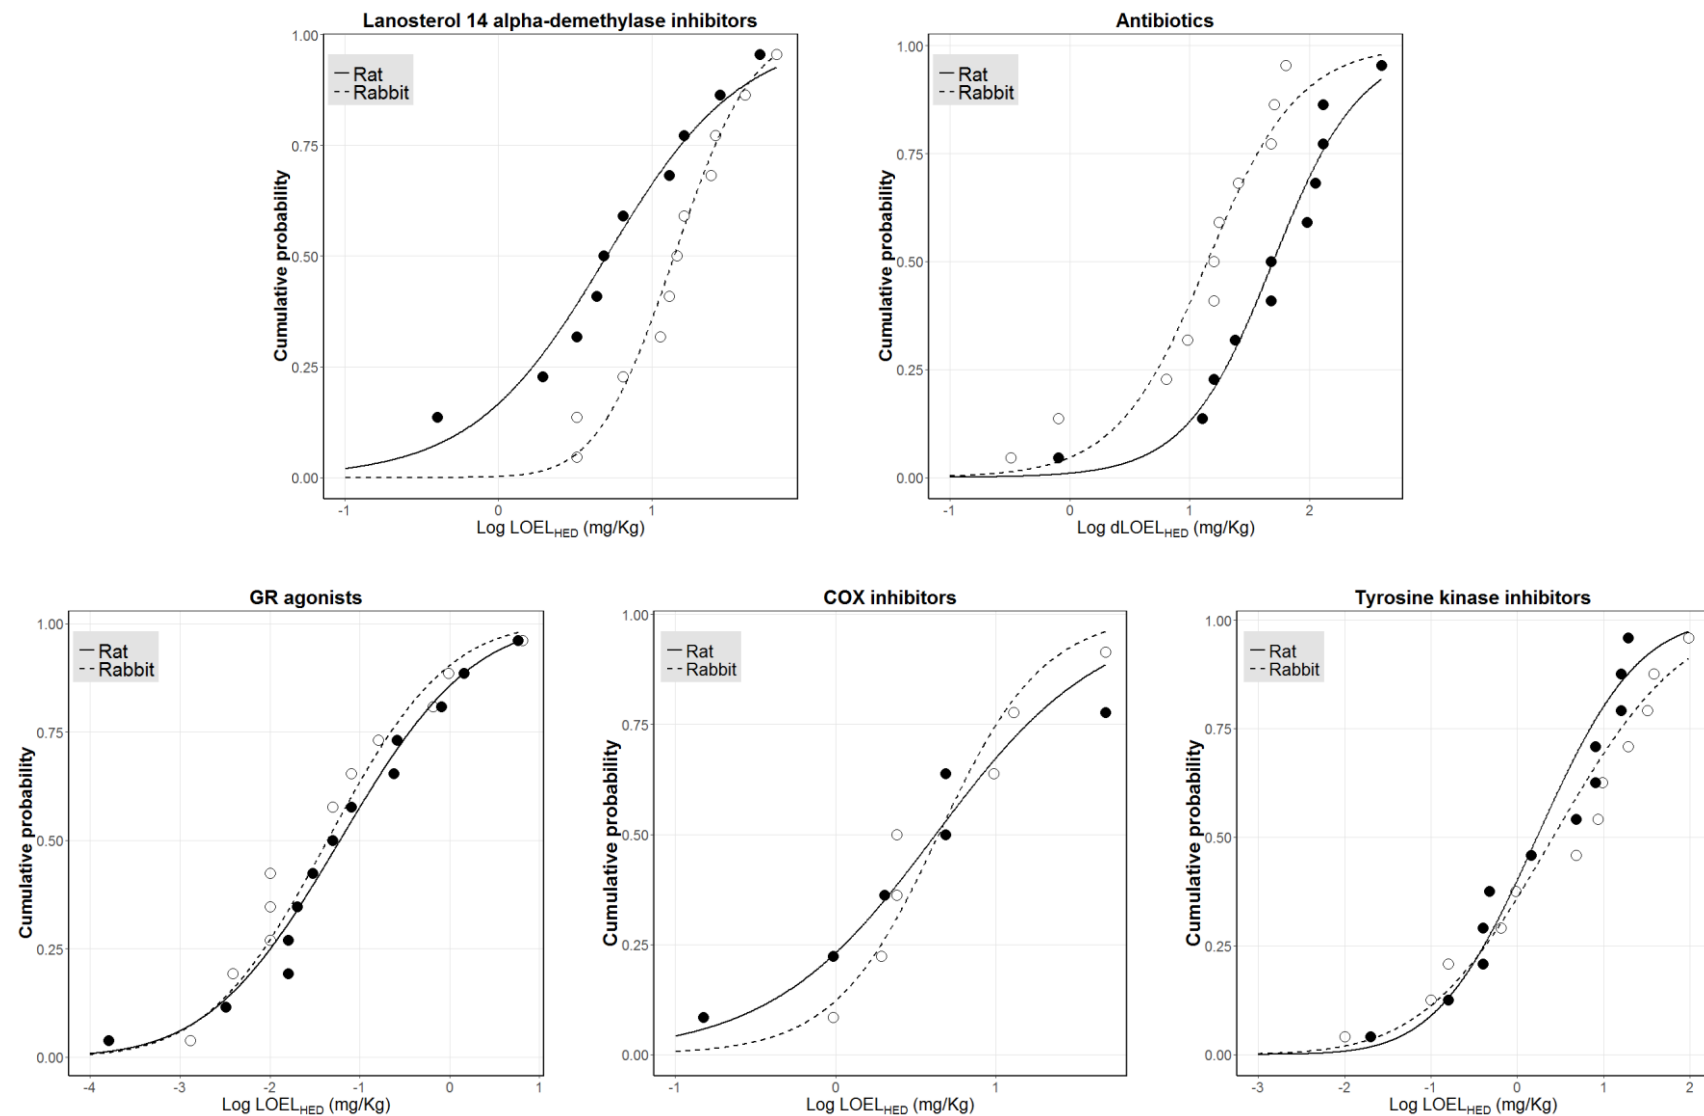 Lanosterol 14 alpha-demethylase inhibitors
1.00
0.75
0.50
0.25
0.00
Cumulative probability
Rat
Rabbit
-1
0
1
Log LOEL_HED (mg/Kg)
Antibiotics
1.00
0.75
0.50
0.25
0.00
Cumulative probability
Rat
Rabbit
-1
0
1
2
Log dLOEL_HED (mg/Kg)
GR agonists
1.00
0.75
0.50
0.25
0.00
Cumulative probability
Rat
Rabbit
-4
-3
-2
-1
0
1
Log LOEL_HED (mg/Kg)
COX inhibitors
1.00
0.75
0.50
0.25
0.00
Cumulative probability
Rat
Rabbit
-1
0
1
Log LOEL_HED (mg/Kg)
Tyrosine kinase inhibitors
1.00
0.75
0.50
0.25
0.00
Cumulative probability
Rat
Rabbit
-3
-2
-1
0
1
2
Log LOEL_HED (mg/Kg)